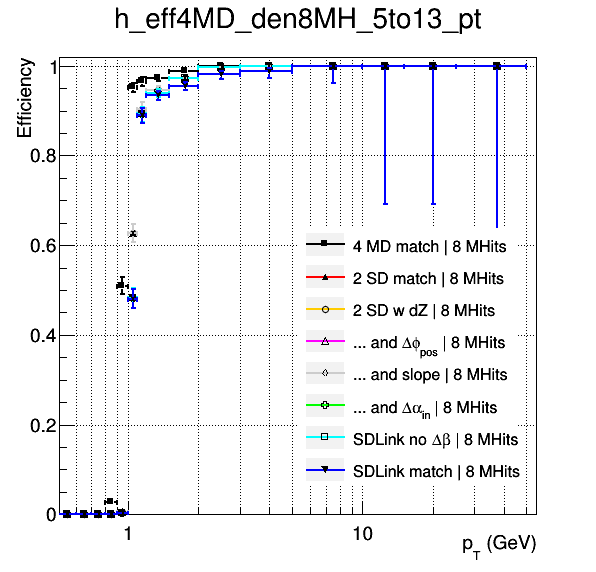 h_eff4MD_den8MH_5to13_pt
Efficiency
1
0.8
0.6
0.4
0.2
0
4 MD match | 8 MHits
2 SD match | 8 MHits
2 SD w dZ | 8 MHits
... and Δϕ_pos | 8 MHits
... and slope | 8 MHits
... and Δα_in | 8 MHits
SDLink no Δβ | 8 MHits
SDLink match | 8 MHits
1 10
p_T (GeV)